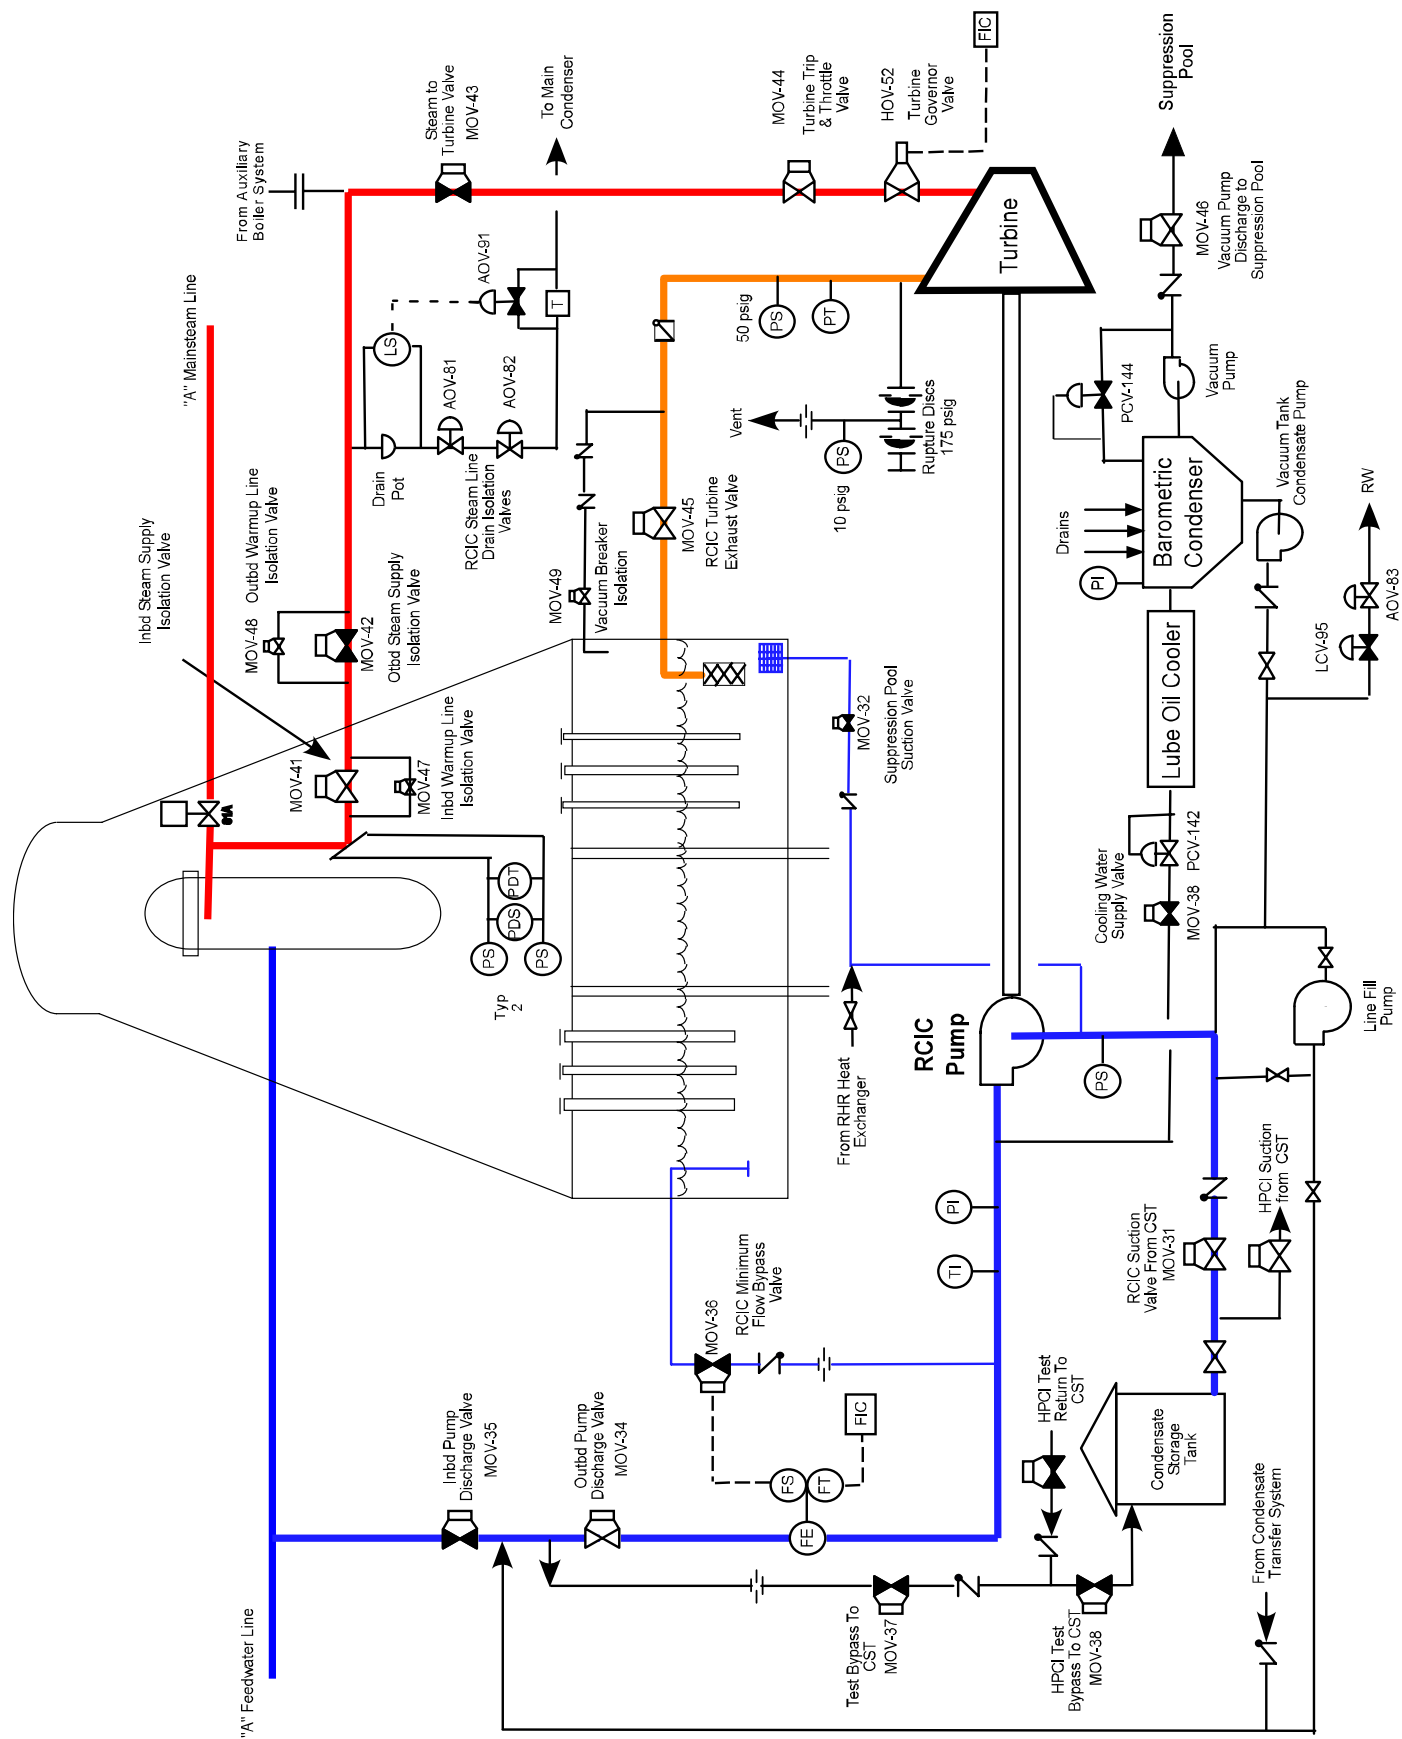 "A" Feedwater Line
"A" Mainsteam Line
Inbd Steam Supply
Isolation Valve
MOV-48
Outbd Warmup Line
Isolation Valve
From Auxiliary
Boiler System
MOV-41
MOV-42
Otbd Steam Supply
Isolation Valve
MOV-47
Inbd Warmup Line
Isolation Valve
Drain
Pot
LS
AOV-81
AOV-82
RCIC Steam Line
Drain Isolation
Valves
AOV-91
T
Steam to
Turbine Valve
MOV-43
To Main
Condenser
Inbd Pump
Discharge Valve
MOV-35
PS
PS
PDS
PDT
Typ
2
Outbd Pump
Discharge Valve
MOV-34
MOV-49
Vacuum Breaker
Isolation
MOV-36
RCIC Minimum
Flow Bypass
Valve
MOV-45
RCIC Turbine
Exhaust Valve
50 psig
PS
PT
Vent
MOV-44
Turbine Trip
& Throttle
Valve
FS
FT
FE
FIC
From RHR Heat
Exchanger
MOV-32
Suppression Pool
Suction Valve
10 psig
PS
Rupture Discs
175 psig
HOV-52
Turbine
Governor
Valve
FIC
Test Bypass To
CST
MOV-37
TI
PI
RCIC
Pump
Turbine
HPCI Test
Return To
CST
HPCI Test
Bypass To CST
MOV-38
PS
Cooling Water
Supply Valve
MOV-38
PCV-142
Drains
PI
PCV-144
Condensate
Storage
Tank
RCIC Suction
Valve From CST
MOV-31
Lube Oil Cooler
Barometric
Condenser
Vacuum
Pump
Suppression
Pool
MOV-46
Vacuum Pump
Discharge to
Suppression Pool
From Condensate
Transfer System
HPCI Suction
from CST
Vacuum Tank
Condensate Pump
Line Fill
Pump
LCV-95
AOV-83
RW